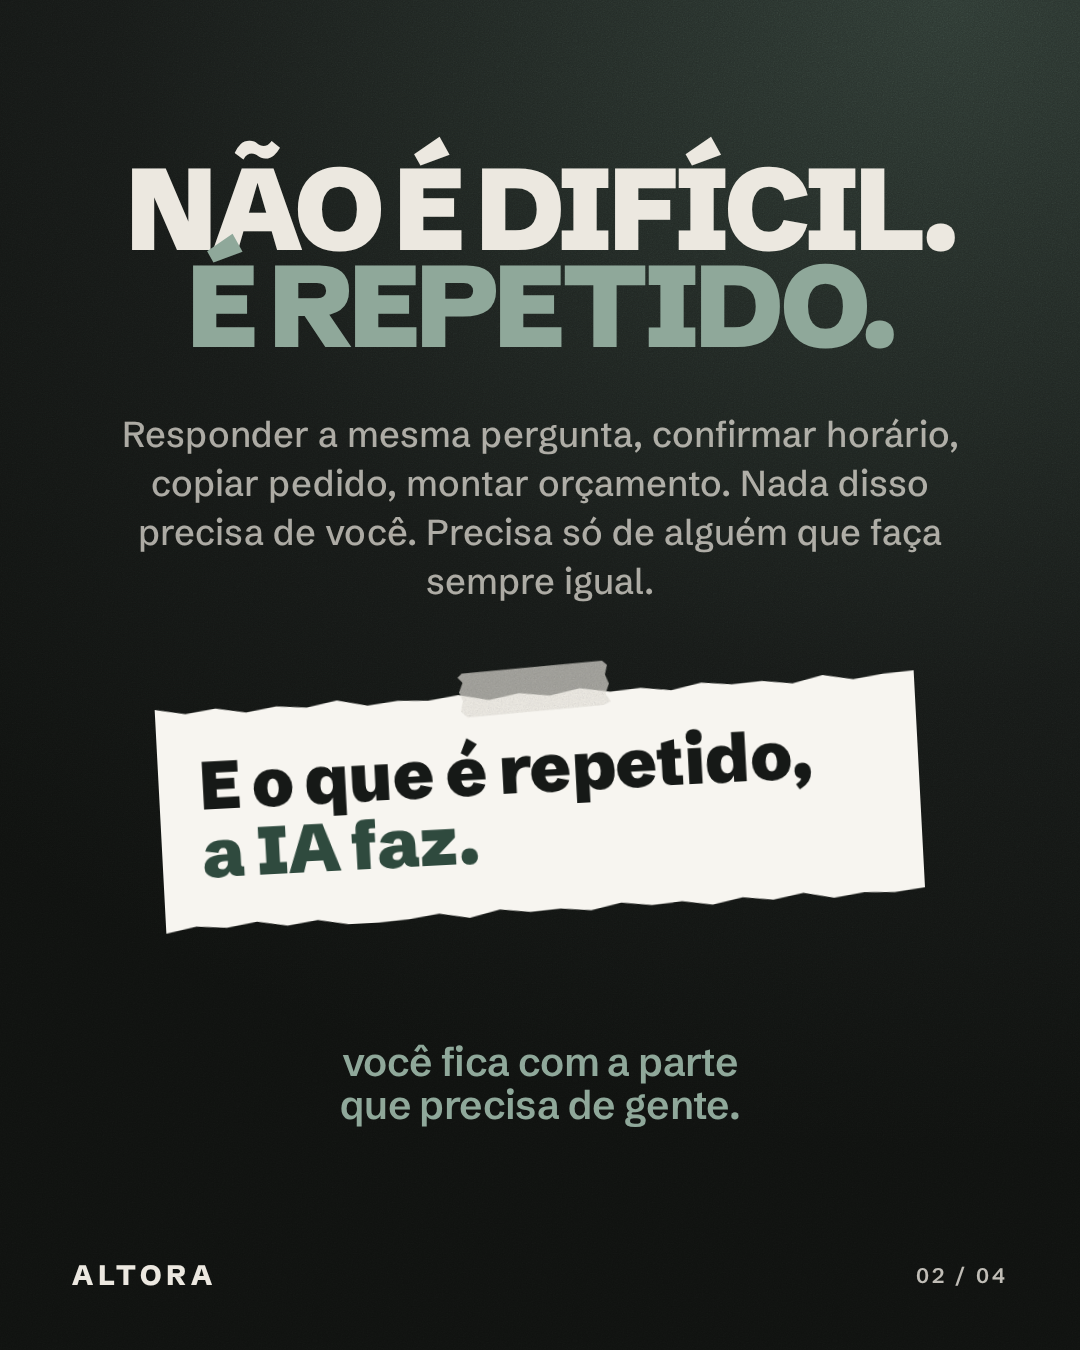 NÃO É DIFÍCIL.
É REPETIDO.
Responder a mesma pergunta, confirmar horário,
copiar pedido, montar orçamento. Nada disso
precisa de você. Precisa só de alguém que faça
sempre igual.
E o que é repetido,
a IA faz.
você fica com a parte
que precisa de gente.
ALTORA
02 / 04